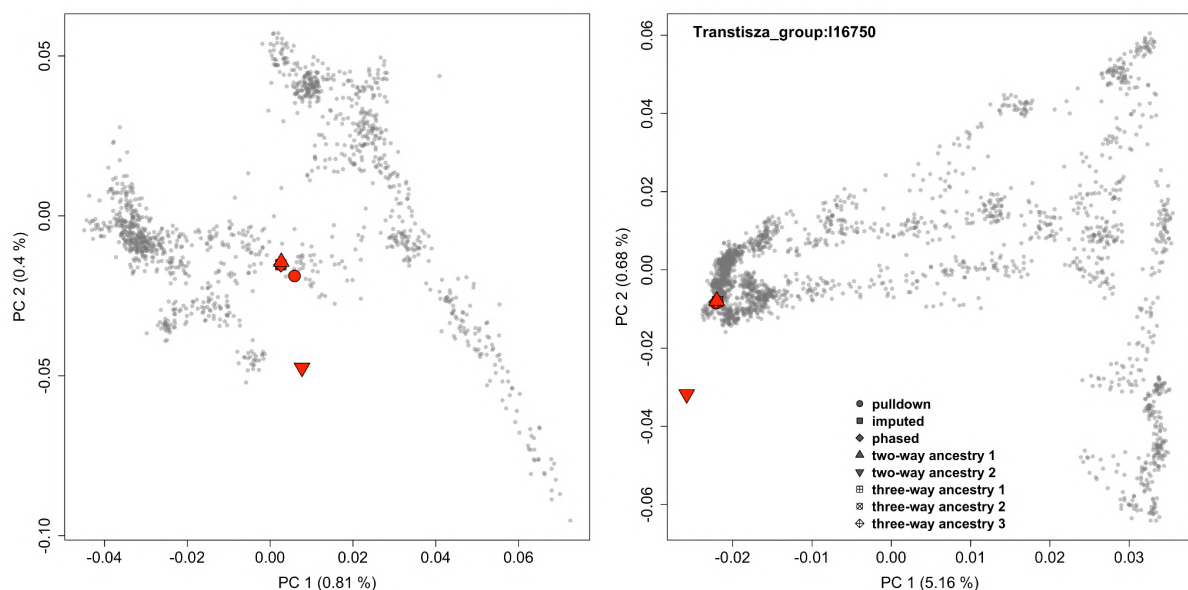 Transtisza_group:I16750
0.05
0.00
-0.05
-0.10
PC 2 (0.4 %)
-0.04
-0.02
0.00
0.02
0.04
0.06
PC 1 (0.81 %)
0.06
0.04
0.02
0.00
-0.02
-0.04
-0.06
PC 2 (0.68 %)
pulldown
imputed
phased
two-way ancestry 1
two-way ancestry 2
three-way ancestry 1
three-way ancestry 2
three-way ancestry 3
-0.02
-0.01
0.00
0.01
0.02
0.03
PC 1 (5.16 %)